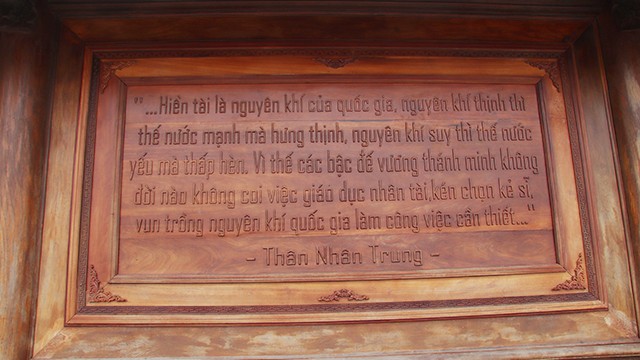 "...Hiền tài là nguyên khí của quốc gia, nguyên khí thịnh thì
thế nước mạnh mà hưng thịnh, nguyên khí suy thì thế nước
yếu mà thấp hèn. Vì thế các bậc đế vương thánh minh không
đời nào không coi việc giáo dục nhân tài,kén chọn kẻ sĩ,
vun trồng nguyên khí quốc gia làm công việc cần thiết..."
- Thân Nhân Trung -